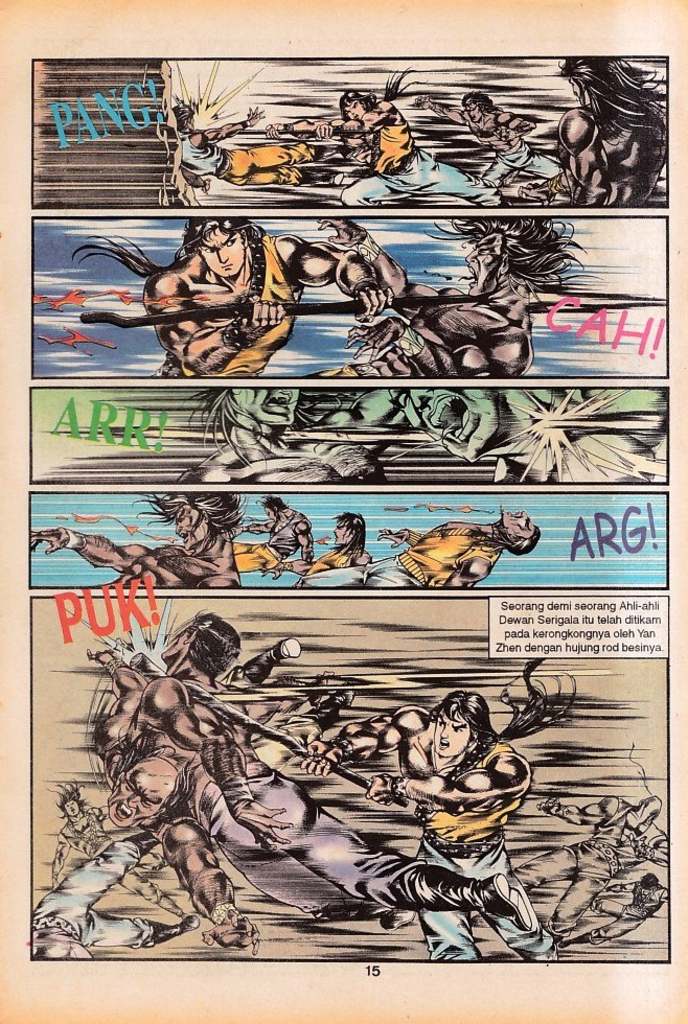 PANG!
CAH!
ARR!
ARG!
PUK!
Seorang demi seorang Ahli-ahli
Dewan Serigala itu telah ditikam
pada kerongkongnya oleh Yan
Zhen dengan hujung rod besinya.
15